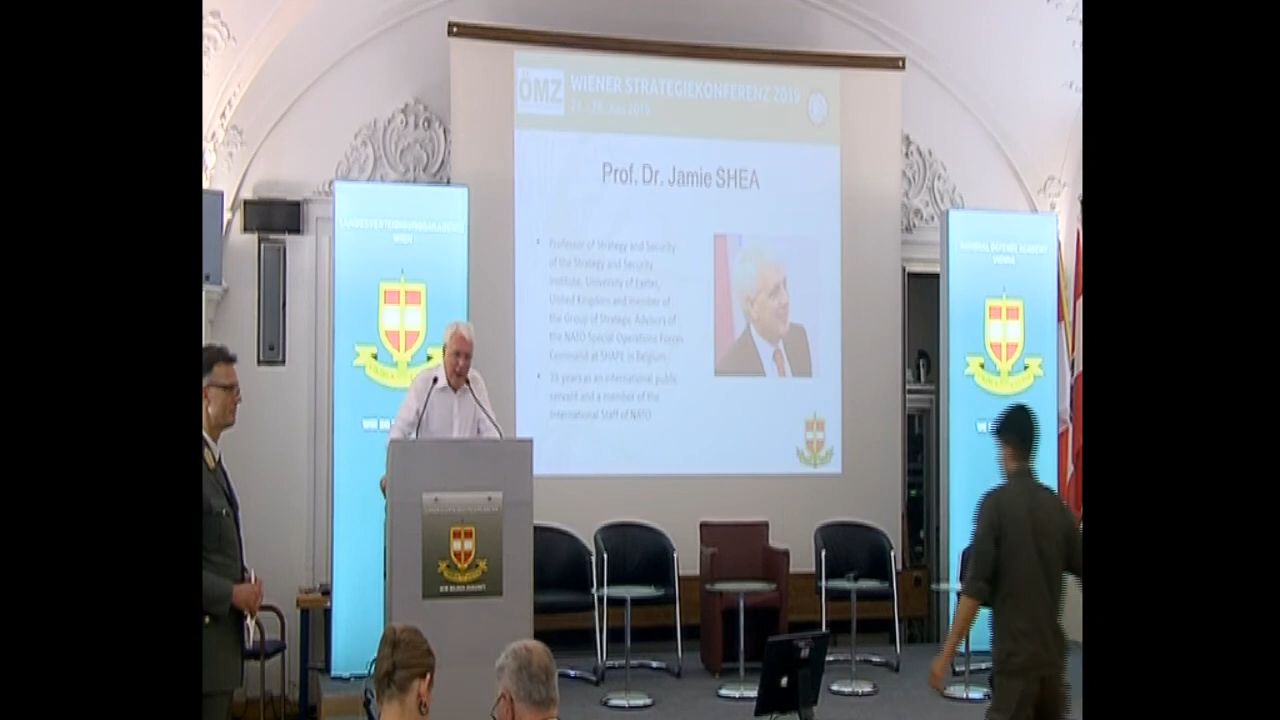 ÖMZ
WIENER STRATEGIEKONFERENZ 2019
Prof. Dr. Jamie SHEA
• Professor of Strategy and Security
of the Strategy and Security
Institute, University of Exeter,
United Kingdom and member of
the Group of Strategic Advisors of
the NATO Special Operations Forces
Command at SHAPE in Belgium
• 38 years as an international public
servant and a member of the
International Staff of NATO
LANDESVERTEIDIGUNGSAKADEMIE
WIEN
NATIONAL DEFENCE ACADEMY
VIENNA